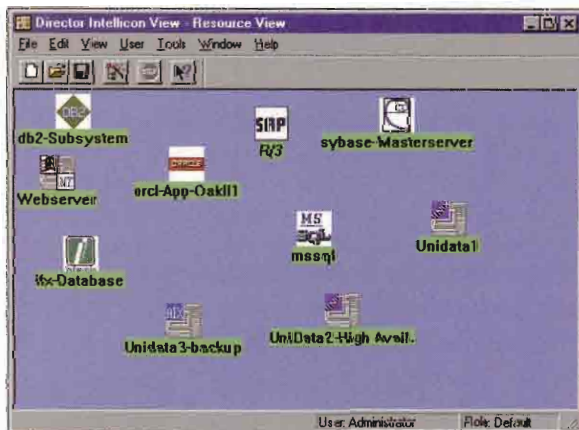 Director Intellicon View - Resource View
File Edit View User Tools Window Help
DB2
db2-Subsystem
SAP
R/3
sybase-Masterserver
NT
Webserver
ORACLE
orcl-App-Oakll1
MS
SQL
mssql
Unidata1
ifx-Database
AIX
Unidata3-backup
UniData2-High Avail.
User: Administrator
Role: Default